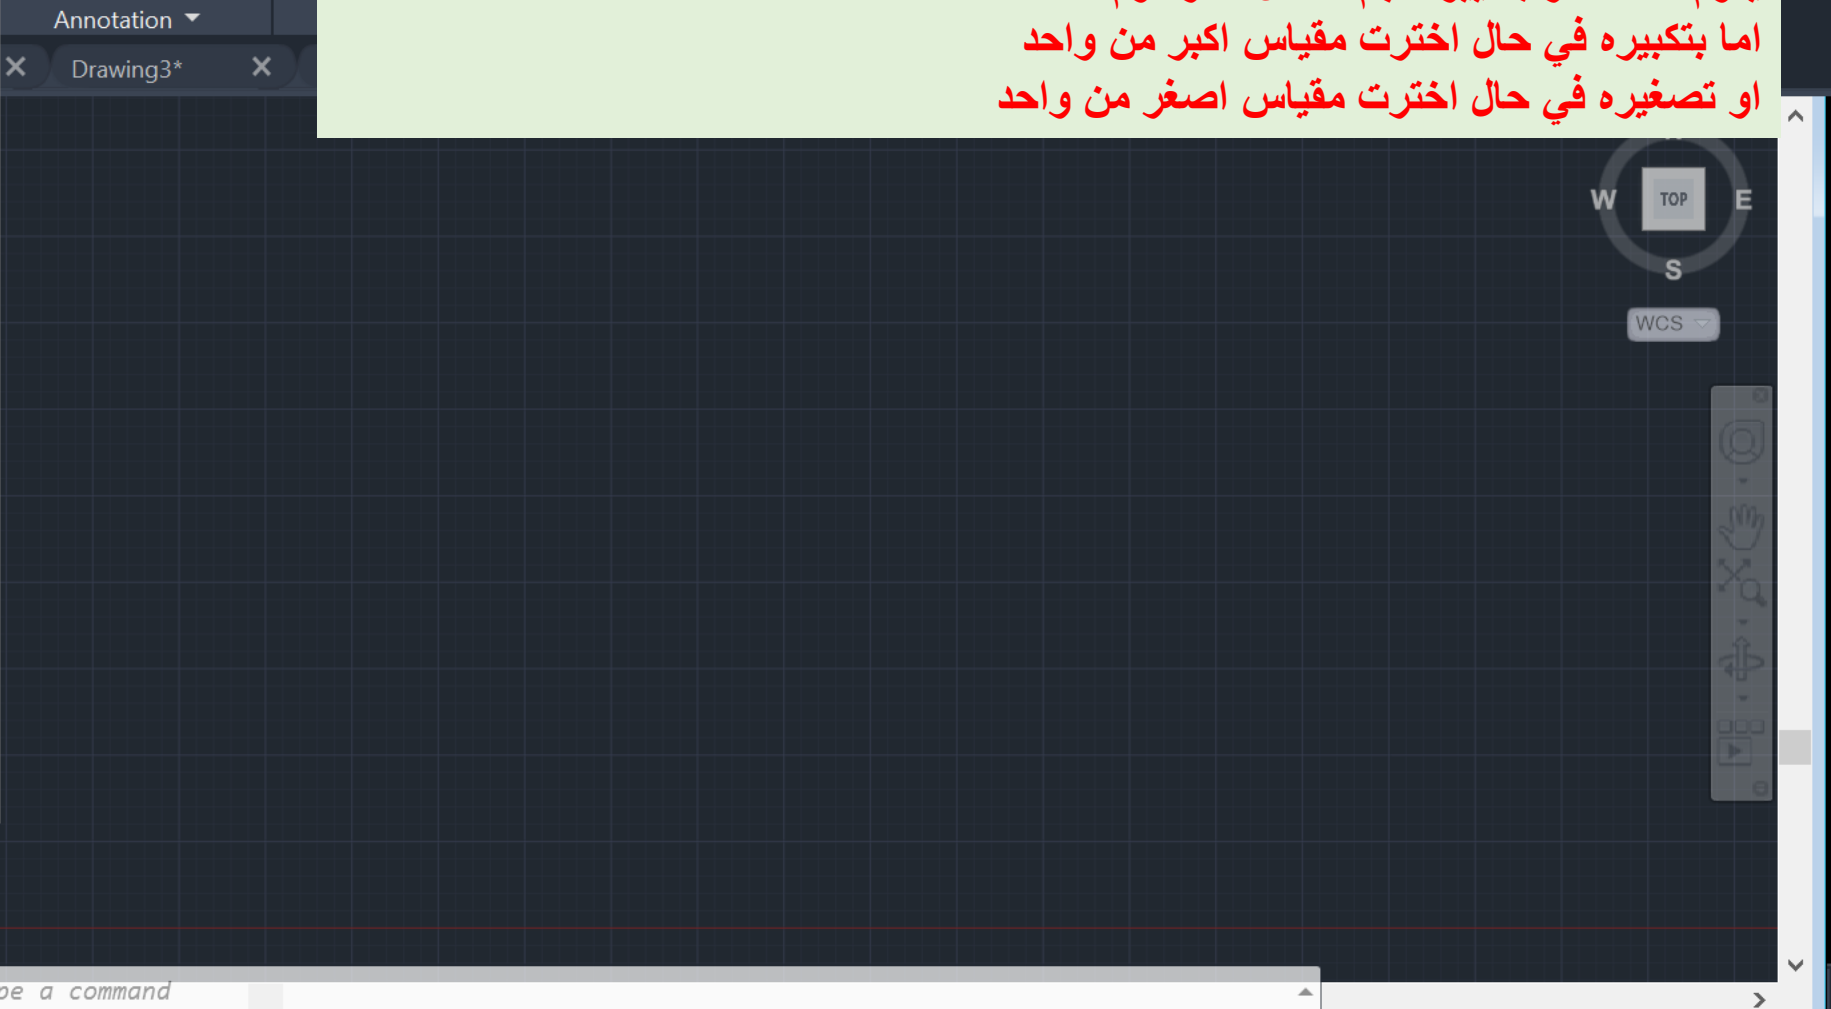 Annotation
اما بتكبيره في حال اخترت مقياس اكبر من واحد
Drawing3*
او تصغيره في حال اخترت مقياس اصغر من واحد
W
TOP
E
S
WCS
a command